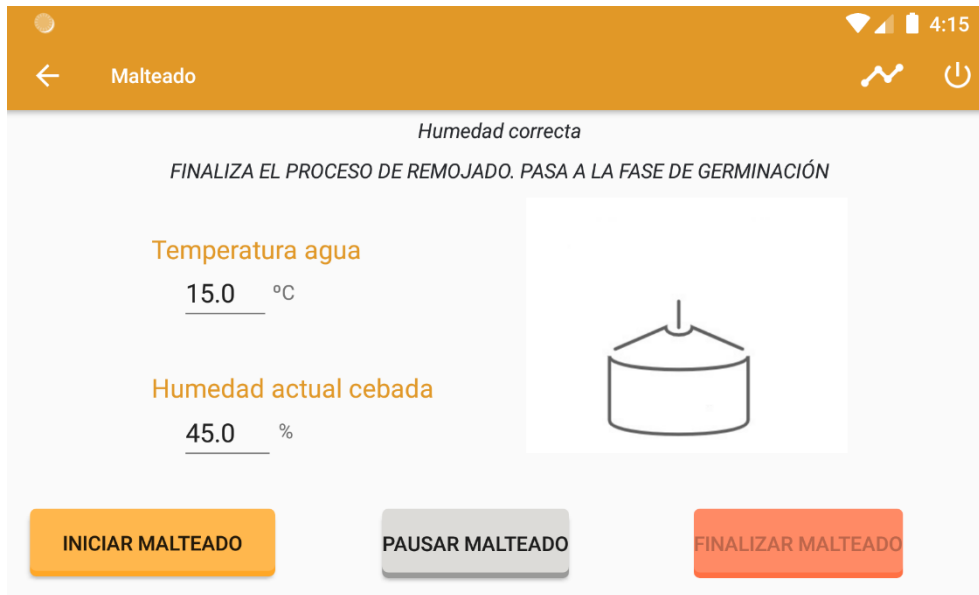 4:15
Malteado
Humedad correcta
FINALIZA EL PROCESO DE REMOJADO. PASA A LA FASE DE GERMINACIÓN
Temperatura agua
15.0 ºC
Humedad actual cebada
45.0 %
INICIAR MALTEADO
PAUSAR MALTEADO
FINALIZAR MALTEADO